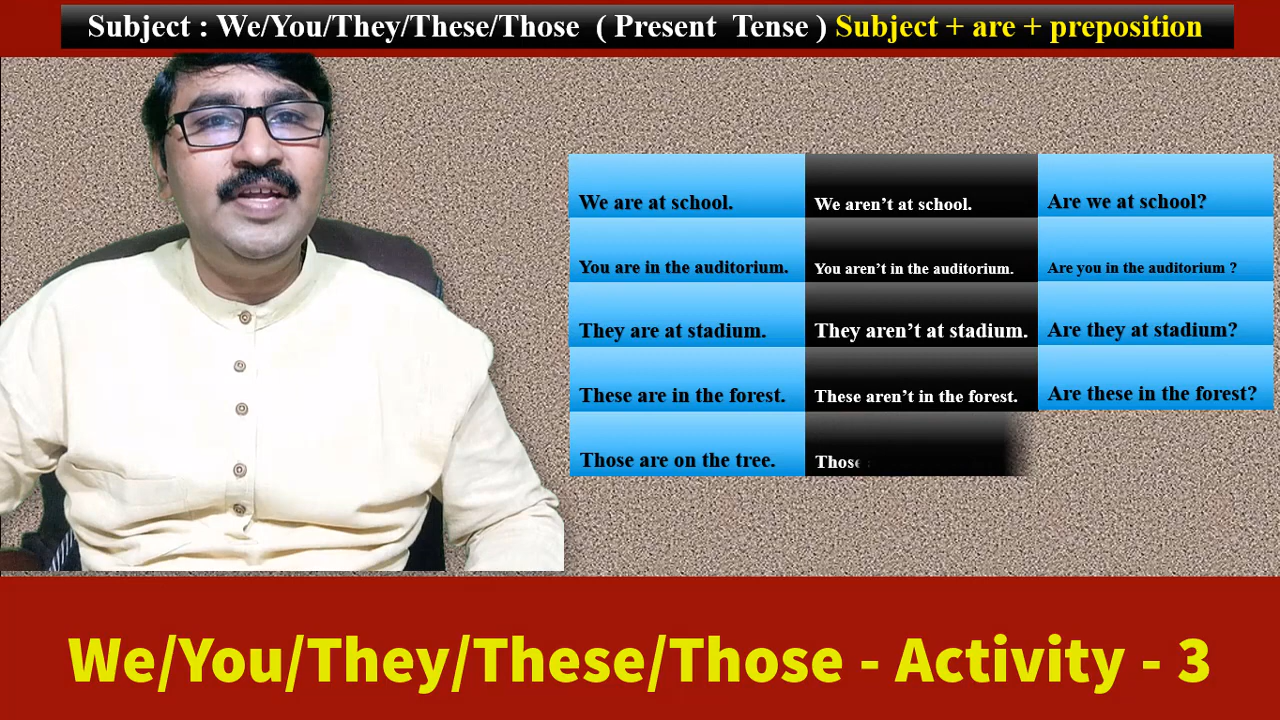 Subject : We/You/They/These/Those ( Present Tense ) Subject + are + preposition
We are at school. We aren’t at school. Are we at school?
You are in the auditorium. You aren’t in the auditorium. Are you in the auditorium ?
They are at stadium. They aren’t at stadium. Are they at stadium?
These are in the forest. These aren’t in the forest. Are these in the forest?
Those are on the tree. Those
We/You/They/These/Those - Activity - 3